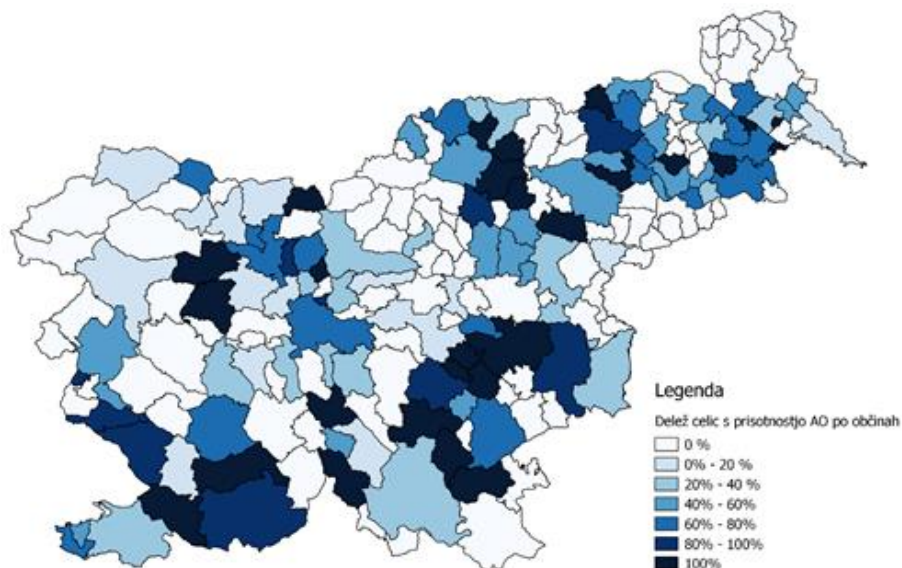 Legenda
Delež celic s prisotnostjo AO po občinah
0 %
0% - 20 %
20% - 40 %
40% - 60%
60% - 80%
80% - 100%
100%